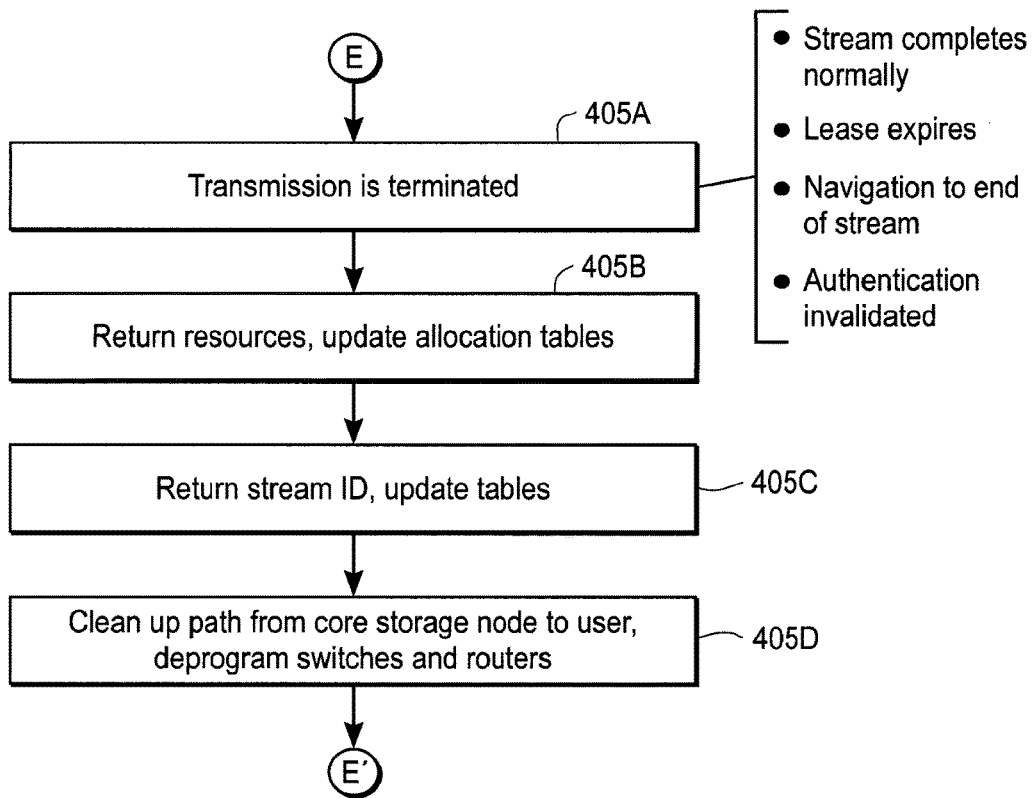 E
405A
Transmission is terminated
● Stream completes
normally
● Lease expires
● Navigation to end
of stream
● Authentication
invalidated
405B
Return resources, update allocation tables
Return stream ID, update tables
405C
Clean up path from core storage node to user,
deprogram switches and routers
405D
E´